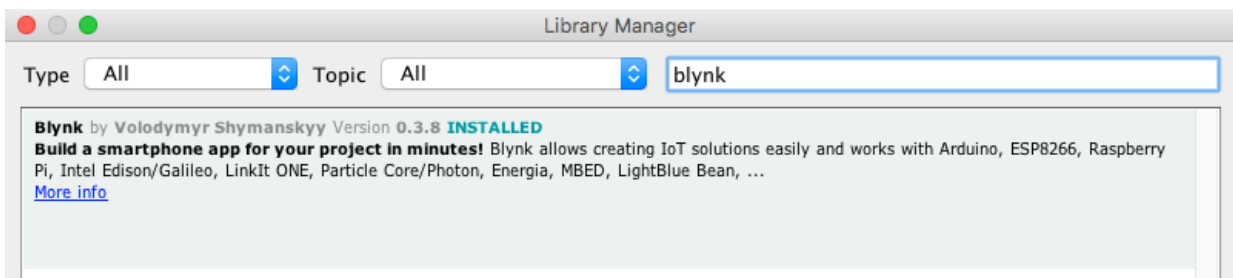 Library Manager
Type All Topic All blynk
Blynk by Volodymyr Shymanskyy Version 0.3.8 INSTALLED
Build a smartphone app for your project in minutes! Blynk allows creating IoT solutions easily and works with Arduino, ESP8266, Raspberry
Pi, Intel Edison/Galileo, LinkIt ONE, Particle Core/Photon, Energia, MBED, LightBlue Bean, ...
More info